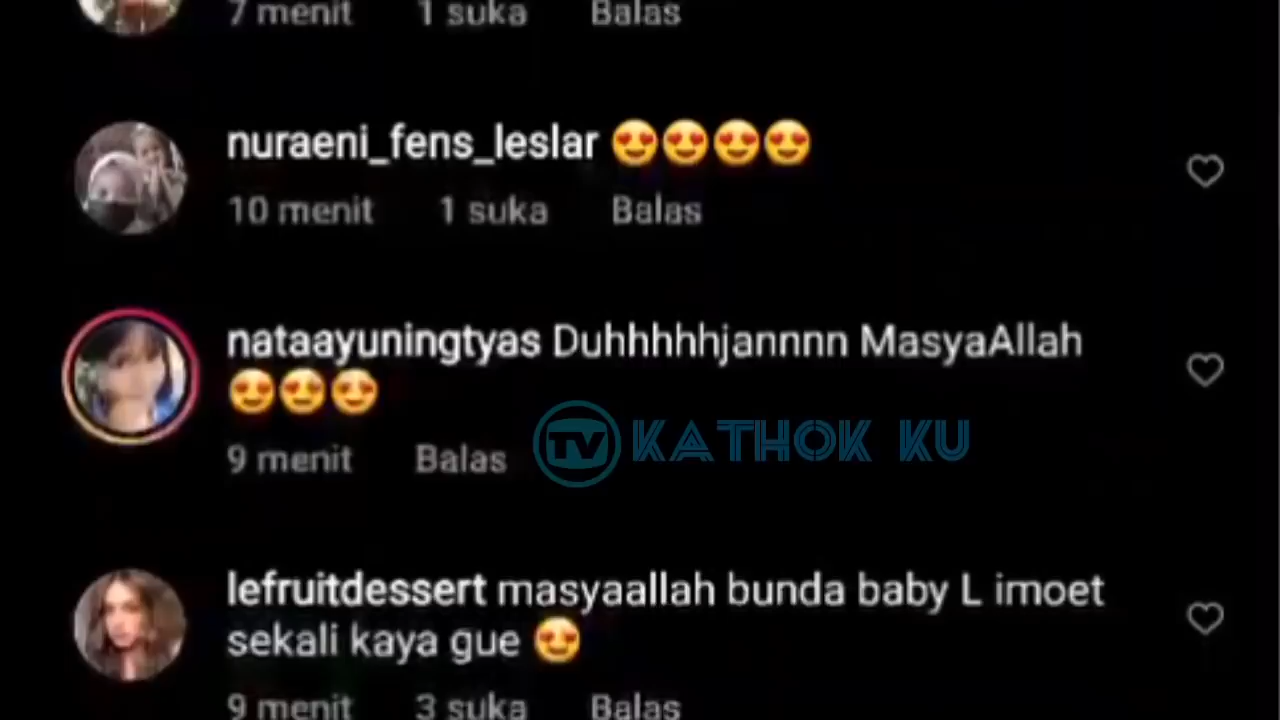 7 menit 1 suka Balas
nuraeni_fens_leslar 😍😍😍😍
10 menit 1 suka Balas
nataayuningtyas Duhhhhhjannnn MasyaAllah
😍😍😍
9 menit Balas
TV KATHOK KU
lefruitdessert masyaallah bunda baby L imoet
sekali kaya gue 😍
9 menit 3 suka Balas